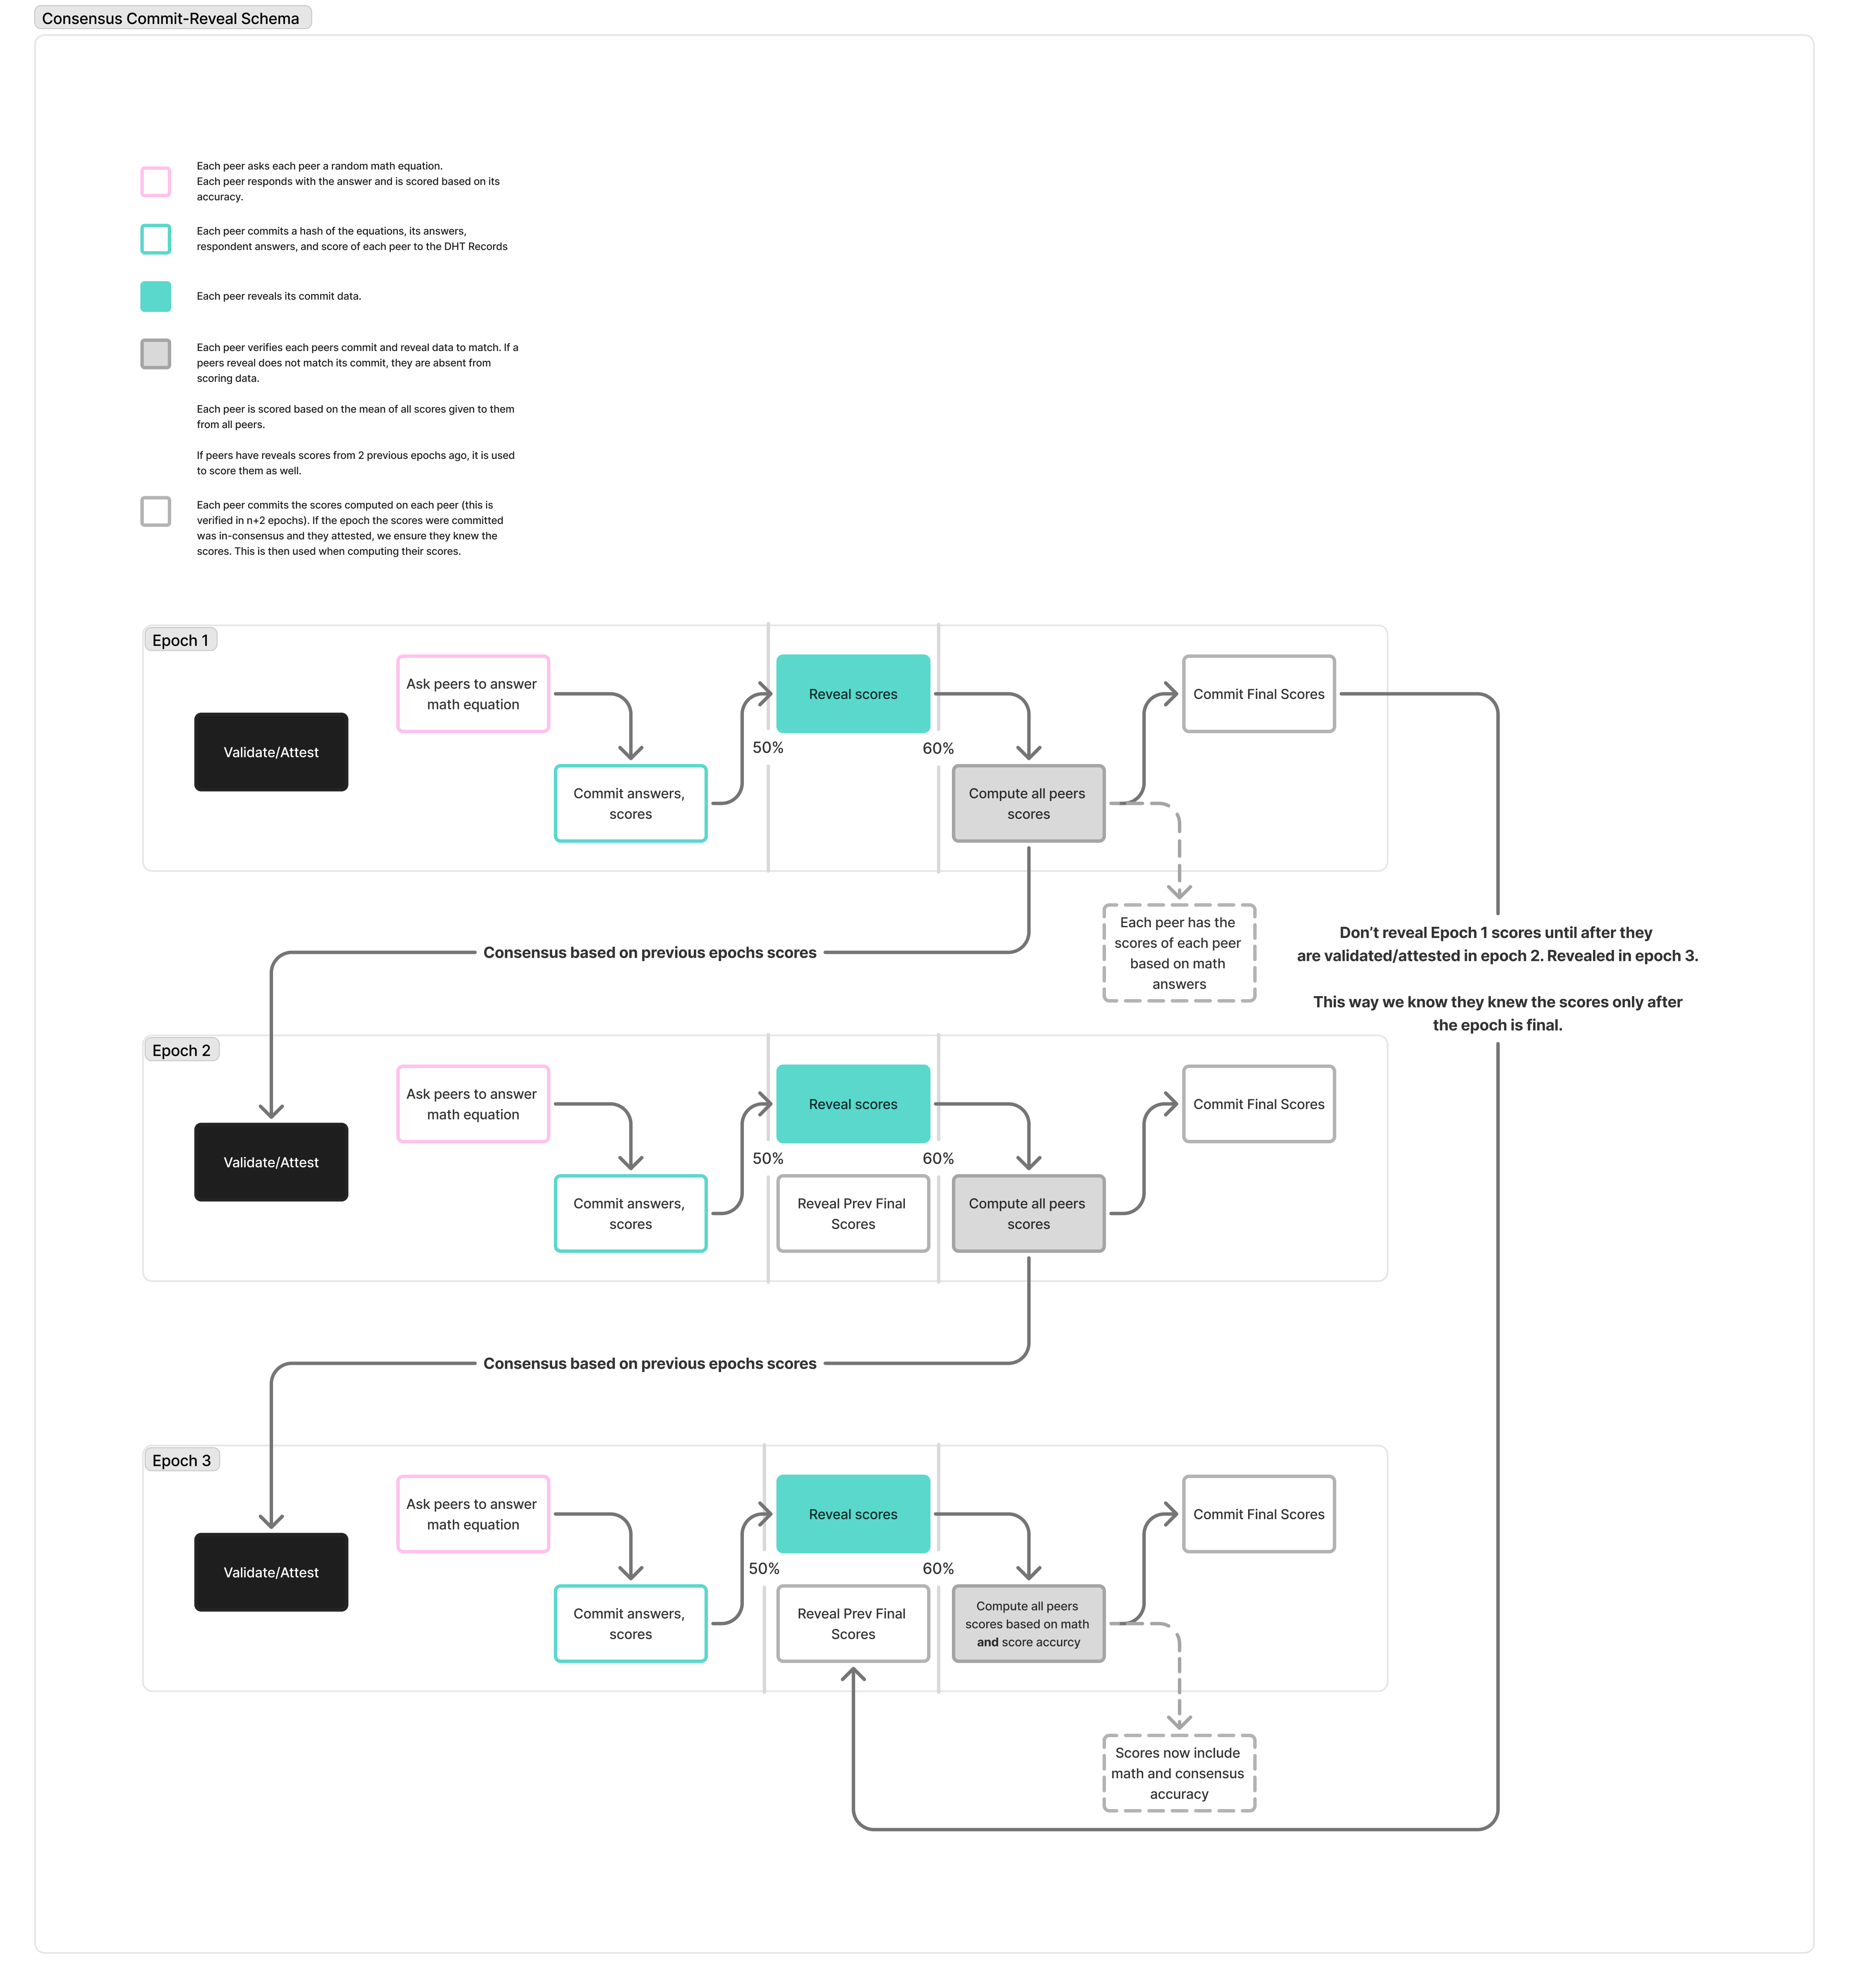 Consensus Commit-Reveal Schema
Each peer asks each peer a random math equation.
Each peer responds with the answer and is scored based on its
accuracy.
Each peer commits a hash of the equations, its answers,
respondent answers, and score of each peer to the DHT Records
Each peer reveals its commit data.
Each peer verifies each peers commit and reveal data to match. If a
peers reveal does not match its commit, they are absent from
scoring data.
Each peer is scored based on the mean of all scores given to them
from all peers.
If peers have reveals scores from 2 previous epochs ago, it is used
to score them as well.
Each peer commits the scores computed on each peer (this is
verified in n+2 epochs). If the epoch the scores were committed
was in-consensus and they attested, we ensure they knew the
scores. This is then used when computing their scores.
Epoch 1
Validate/Attest
Ask peers to answer
math equation
Commit answers,
scores
50%
Reveal scores
60%
Compute all peers
scores
Commit Final Scores
Each peer has the
scores of each peer
based on math
answers
Don’t reveal Epoch 1 scores until after they
are validated/attested in epoch 2. Revealed in epoch 3.
This way we know they knew the scores only after
the epoch is final.
Consensus based on previous epochs scores
Epoch 2
Validate/Attest
Ask peers to answer
math equation
Commit answers,
scores
50%
Reveal scores
60%
Reveal Prev Final
Scores
Compute all peers
scores
Commit Final Scores
Consensus based on previous epochs scores
Epoch 3
Validate/Attest
Ask peers to answer
math equation
Commit answers,
scores
50%
Reveal scores
60%
Reveal Prev Final
Scores
Compute all peers
scores based on math
and score accurcy
Commit Final Scores
Scores now include
math and consensus
accuracy